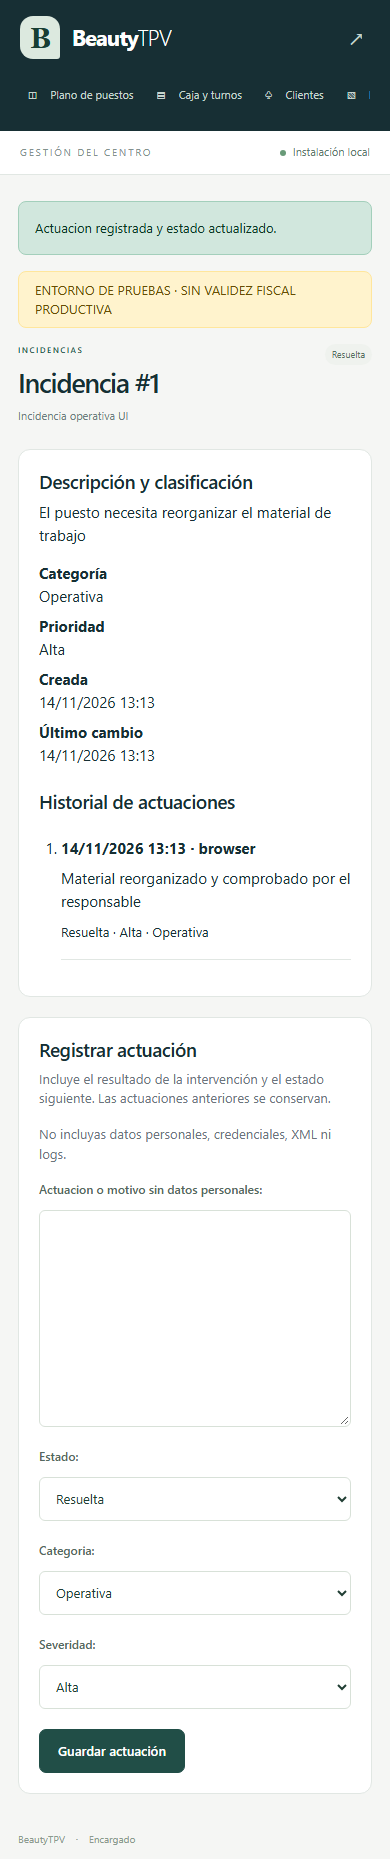 B BeautyTPV
↗
Plano de puestos Caja y turnos Clientes
GESTIÓN DEL CENTRO
Instalación local
Actuacion registrada y estado actualizado.
ENTORNO DE PRUEBAS · SIN VALIDEZ FISCAL
PRODUCTIVA
INCIDENCIAS
Resuelta
Incidencia #1
Incidencia operativa UI
Descripción y clasificación
El puesto necesita reorganizar el material de
trabajo
Categoría
Operativa
Prioridad
Alta
Creada
14/11/2026 13:13
Último cambio
14/11/2026 13:13
Historial de actuaciones
1. 14/11/2026 13:13 · browser
Material reorganizado y comprobado por el
responsable
Resuelta · Alta · Operativa
Registrar actuación
Incluye el resultado de la intervención y el estado
siguiente. Las actuaciones anteriores se conservan.
No incluyas datos personales, credenciales, XML ni
logs.
Actuacion o motivo sin datos personales:
Estado:
Resuelta
Categoria:
Operativa
Severidad:
Alta
Guardar actuación
BeautyTPV · Encargado